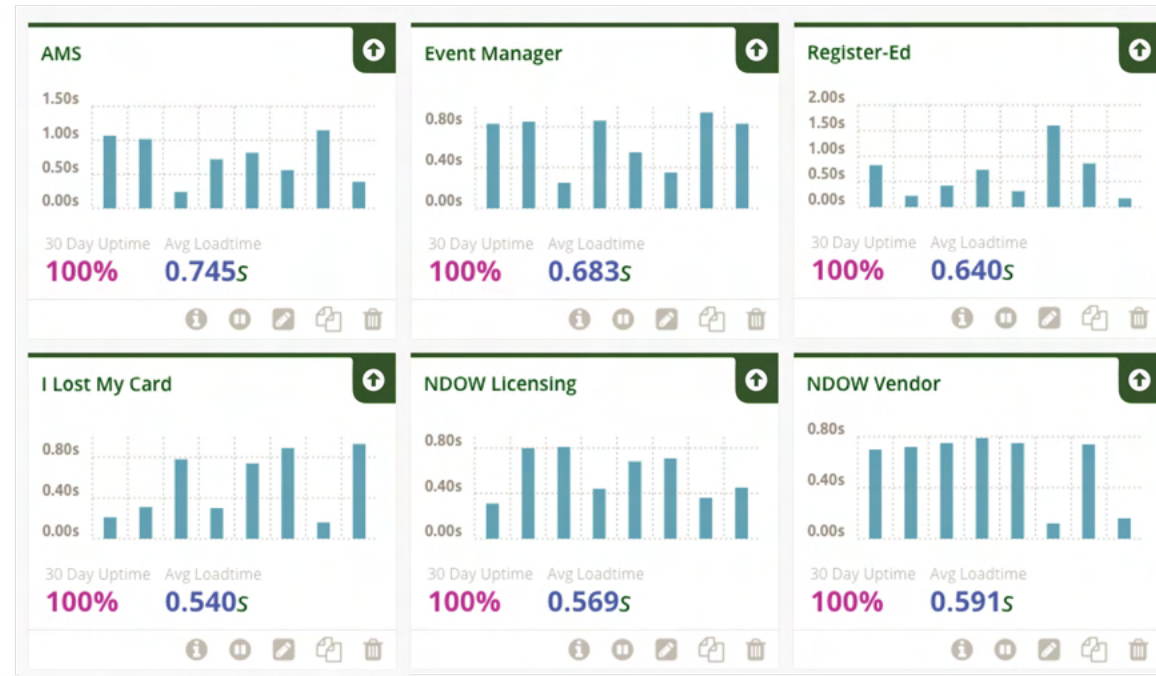 AMS
1.50s
1.00s
0.50s
0.00s
30 Day Uptime Avg Loadtime
100% 0.745s
Event Manager
0.80s
0.40s
0.00s
30 Day Uptime Avg Loadtime
100% 0.683s
Register-Ed
2.00s
1.50s
1.00s
0.50s
0.00s
30 Day Uptime Avg Loadtime
100% 0.640s
I Lost My Card
0.80s
0.40s
0.00s
30 Day Uptime Avg Loadtime
100% 0.540s
NDOW Licensing
0.80s
0.40s
0.00s
30 Day Uptime Avg Loadtime
100% 0.569s
NDOW Vendor
0.80s
0.40s
0.00s
30 Day Uptime Avg Loadtime
100% 0.591s